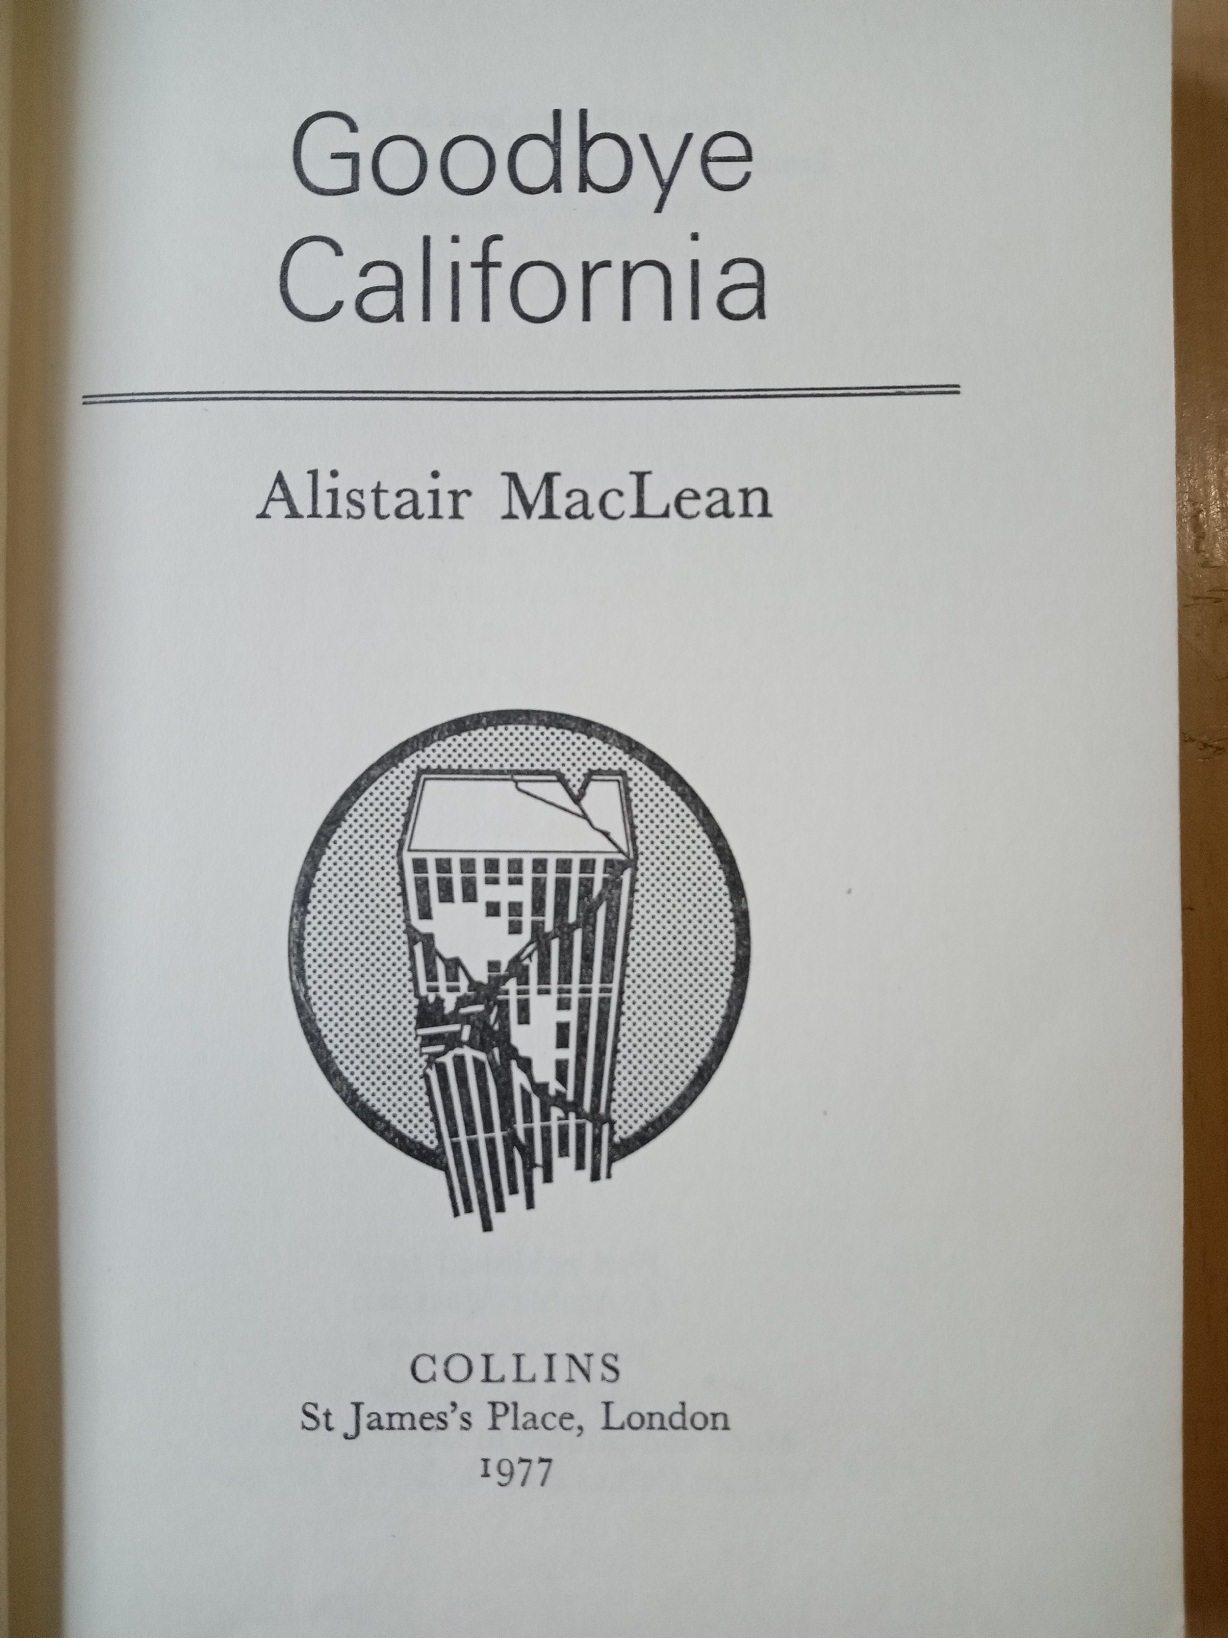 Goodbye
California
Alistair MacLean
COLLINS
St James's Place, London
1977